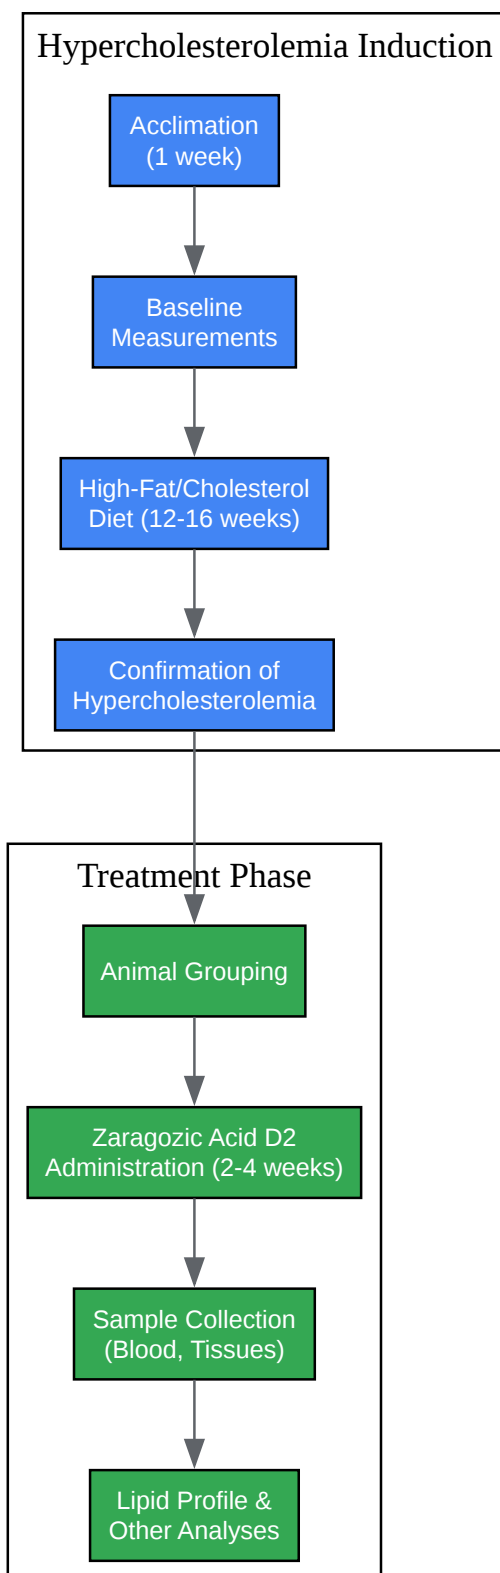 Hypercholesterolemia Induction
Acclimation
(1 week)
Baseline
Measurements
High-Fat/Cholesterol
Diet (12-16 weeks)
Confirmation of
Hypercholesterolemia
Treatment Phase
Animal Grouping
Zaragozic Acid D2
Administration (2-4 weeks)
Sample Collection
(Blood, Tissues)
Lipid Profile &
Other Analyses